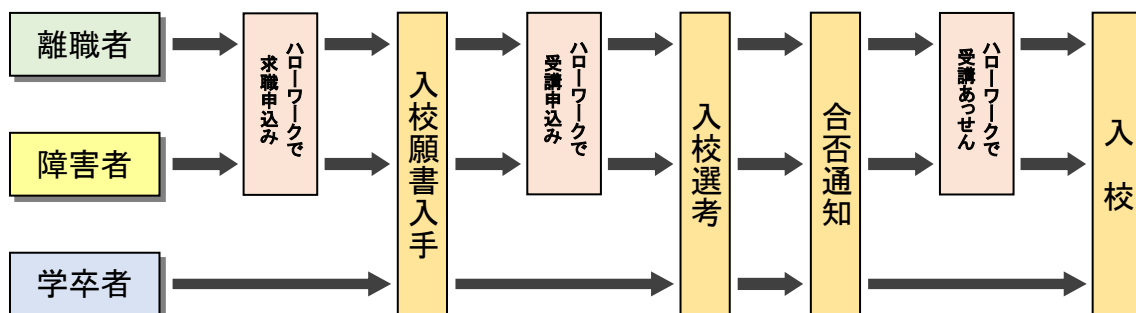 離職者
障害者
学卒者
ハローワークで
求職申込み
入校願書入手
ハローワークで
受講申込み
入校選考
合否通知
ハローワークで
受講あっせん
入校